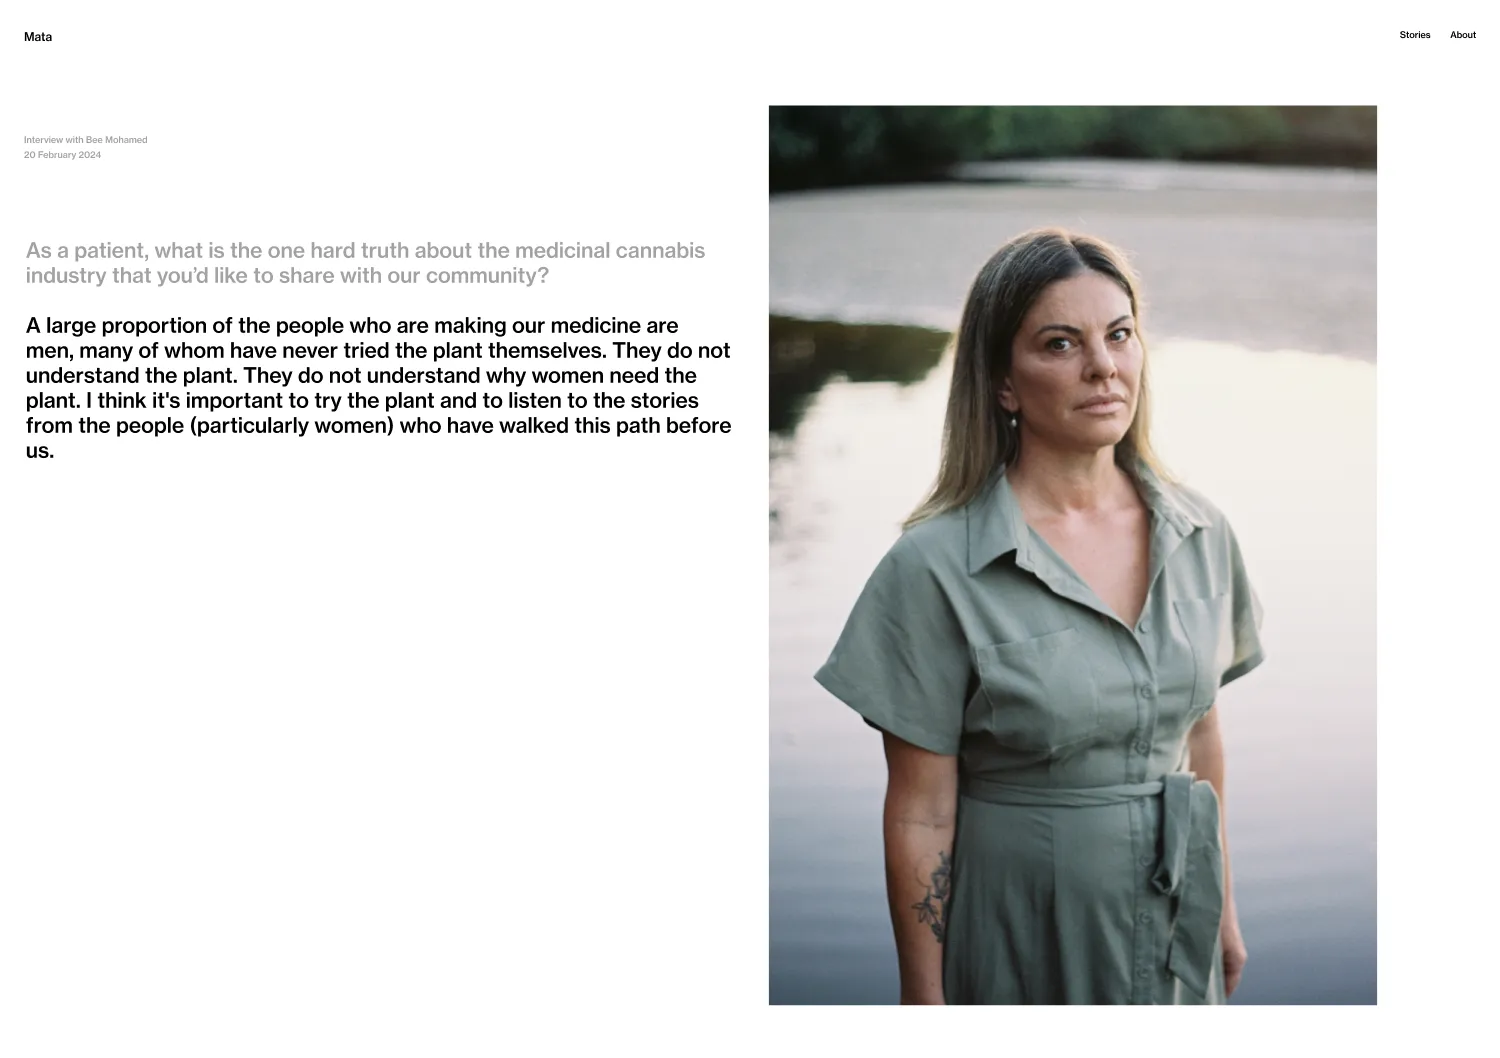 Mata
Stories
About
Interview with Bee Mohamed
20 February 2024
As a patient, what is the one hard truth about the medicinal cannabis
industry that you’d like to share with our community?
A large proportion of the people who are making our medicine are
men, many of whom have never tried the plant themselves. They do not
understand the plant. They do not understand why women need the
plant. I think it's important to try the plant and to listen to the stories
from the people (particularly women) who have walked this path before
us.